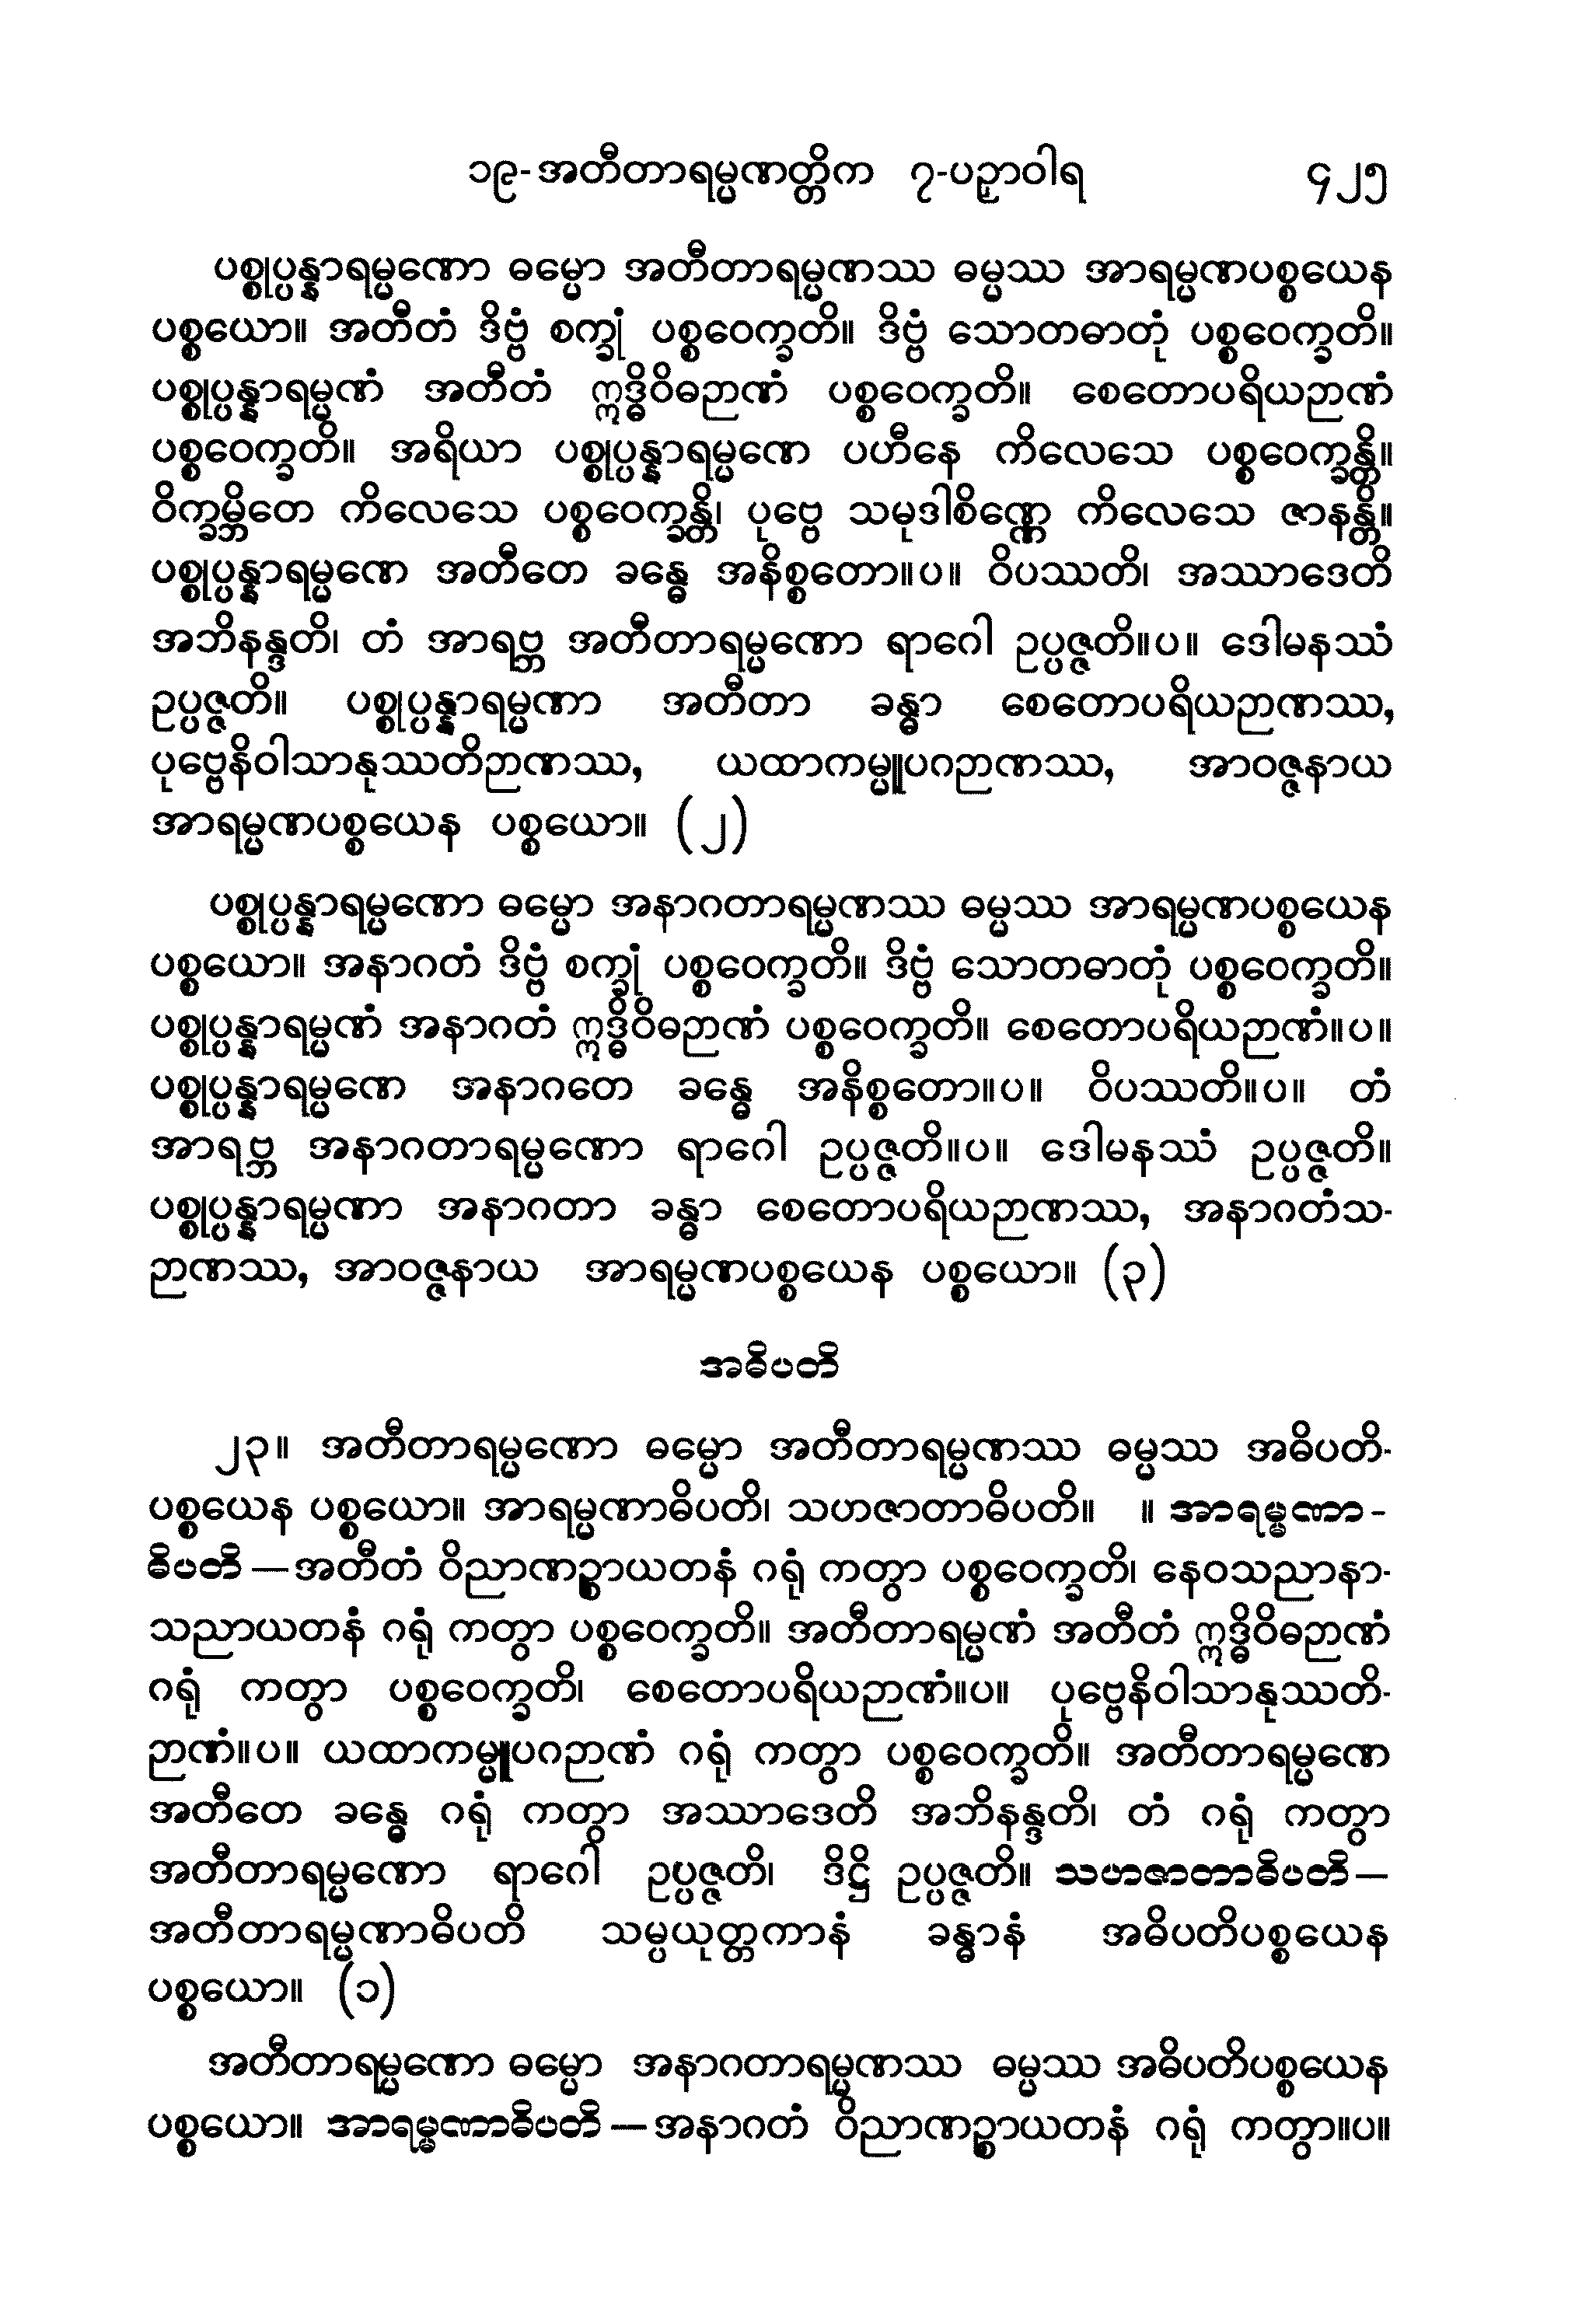 ၁၉-အတီတာရမ္မဏတ္တိက ၇-ပဉှာဝါရ ၄၂၅
ပစ္စုပ္ပန္နာရမ္မဏော ဓမ္မော အတီတာရမ္မဏဿ ဓမ္မဿ အာရမ္မဏပစ္စယေန
ပစ္စယော။ အတီတံ ဒိဗ္ဗံ စက္ခုံ ပစ္စဝေက္ခတိ။ ဒိဗ္ဗံ သောတဓာတုံ ပစ္စဝေက္ခတိ။
ပစ္စုပ္ပန္နာရမ္မဏံ အတီတံ ဣဒ္ဓိဝိဓဉာဏံ ပစ္စဝေက္ခတိ။ စေတောပရိယဉာဏံ
ပစ္စဝေက္ခတိ။ အရိယာ ပစ္စုပ္ပန္နာရမ္မဏေ ပဟီနေ ကိလေသေ ပစ္စဝေက္ခန္တိ။
ဝိက္ခမ္ဘိတေ ကိလေသေ ပစ္စဝေက္ခန္တိ၊ ပုဗ္ဗေ သမုဒါစိဏ္ဏေ ကိလေသေ ဇာနန္တိ။
ပစ္စုပ္ပန္နာရမ္မဏေ အတီတေ ခန္ဓေ အနိစ္စတော။ပ။ ဝိပဿတိ၊ အဿာဒေတိ
အဘိနန္ဒတိ၊ တံ အာရဗ္ဘ အတီတာရမ္မဏော ရာဂေါ ဥပ္ပဇ္ဇတိ။ပ။ ဒေါမနဿံ
ဥပ္ပဇ္ဇတိ။ ပစ္စုပ္ပန္နာရမ္မဏာ အတီတာ ခန္ဓာ စေတောပရိယဉာဏဿ,
ပုဗ္ဗေနိဝါသာနုဿတိဉာဏဿ, ယထာကမ္မူပဂဉာဏဿ, အာဝဇ္ဇနာယ
အာရမ္မဏပစ္စယေန ပစ္စယော။ (၂)
ပစ္စုပ္ပန္နာရမ္မဏော ဓမ္မော အနာဂတာရမ္မဏဿ ဓမ္မဿ အာရမ္မဏပစ္စယေန
ပစ္စယော။ အနာဂတံ ဒိဗ္ဗံ စက္ခုံ ပစ္စဝေက္ခတိ။ ဒိဗ္ဗံ သောတဓာတုံ ပစ္စဝေက္ခတိ။
ပစ္စုပ္ပန္နာရမ္မဏံ အနာဂတံ ဣဒ္ဓိဝိဓဉာဏံ ပစ္စဝေက္ခတိ။ စေတောပရိယဉာဏံ။ပ။
ပစ္စုပ္ပန္နာရမ္မဏေ အနာဂတေ ခန္ဓေ အနိစ္စတော။ပ။ ဝိပဿတိ။ပ။ တံ
အာရဗ္ဘ အနာဂတာရမ္မဏော ရာဂေါ ဥပ္ပဇ္ဇတိ။ပ။ ဒေါမနဿံ ဥပ္ပဇ္ဇတိ။
ပစ္စုပ္ပန္နာရမ္မဏာ အနာဂတာ ခန္ဓာ စေတောပရိယဉာဏဿ, အနာဂတံသ-
ဉာဏဿ, အာဝဇ္ဇနာယ အာရမ္မဏပစ္စယေန ပစ္စယော။ (၃)
အဓိပတိ
၂၃။ အတီတာရမ္မဏော ဓမ္မော အတီတာရမ္မဏဿ ဓမ္မဿ အဓိပတိ-
ပစ္စယေန ပစ္စယော။ အာရမ္မဏာဓိပတိ၊ သဟဇာတာဓိပတိ။ ။ အာရမ္မဏာ-
ဓိပတိ — အတီတံ ဝိညာဏဉ္စာယတနံ ဂရုံ ကတွာ ပစ္စဝေက္ခတိ၊ နေဝသညာနာ-
သညာယတနံ ဂရုံ ကတွာ ပစ္စဝေက္ခတိ။ အတီတာရမ္မဏံ အတီတံ ဣဒ္ဓိဝိဓဉာဏံ
ဂရုံ ကတွာ ပစ္စဝေက္ခတိ၊ စေတောပရိယဉာဏံ။ပ။ ပုဗ္ဗေနိဝါသာနုဿတိ-
ဉာဏံ။ပ။ ယထာကမ္မူပဂဉာဏံ ဂရုံ ကတွာ ပစ္စဝေက္ခတိ။ အတီတာရမ္မဏေ
အတီတေ ခန္ဓေ ဂရုံ ကတွာ အဿာဒေတိ အဘိနန္ဒတိ၊ တံ ဂရုံ ကတွာ
အတီတာရမ္မဏော ရာဂေါ ဥပ္ပဇ္ဇတိ၊ ဒိဋ္ဌိ ဥပ္ပဇ္ဇတိ။ သဟဇာတာဓိပတိ —
အတီတာရမ္မဏာဓိပတိ သမ္ပယုတ္တကာနံ ခန္ဓာနံ အဓိပတိပစ္စယေန
ပစ္စယော။ (၁)
အတီတာရမ္မဏော ဓမ္မော အနာဂတာရမ္မဏဿ ဓမ္မဿ အဓိပတိပစ္စယေန
ပစ္စယော။ အာရမ္မဏာဓိပတိ — အနာဂတံ ဝိညာဏဉ္စာယတနံ ဂရုံ ကတွာ။ပ။